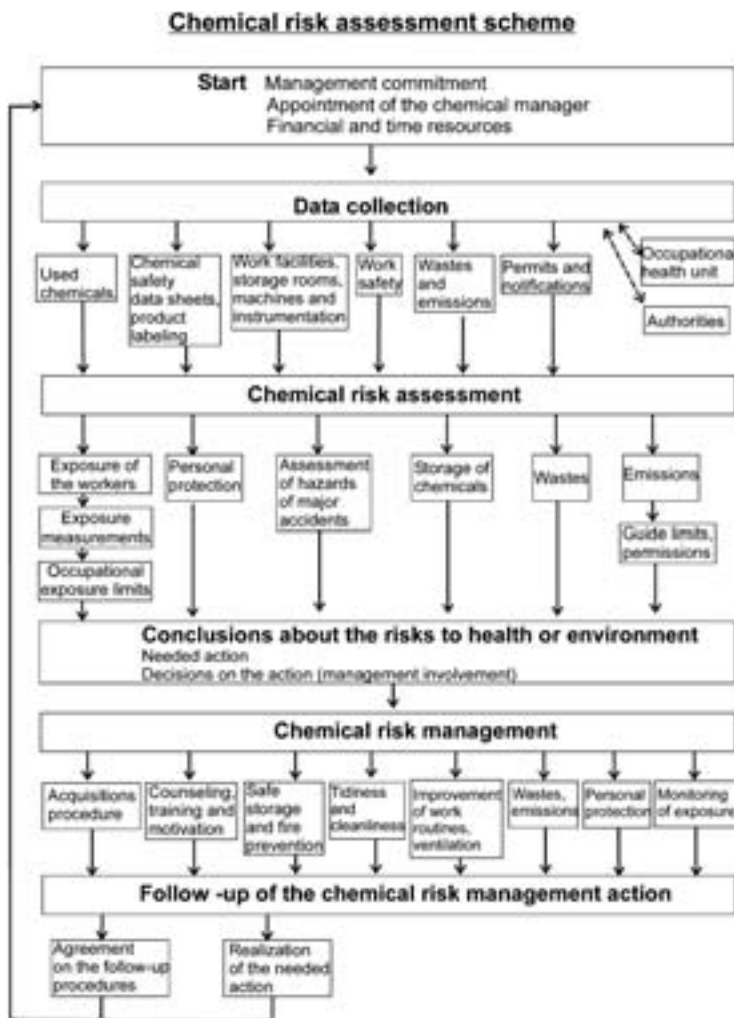 Chemical risk assessment scheme
Start Management commitment
Appointment of the chemical manager
Financial and time resources
Data collection
Used
chemicals
Chemical
safety
data sheets,
product
labeling
Work facilities,
storage rooms,
machines and
instrumentation
Work
safety
Wastes
and
emissions
Permits and
notifications
Occupational
health unit
Authorities
Chemical risk assessment
Exposure of
the workers
Exposure
measurements
Occupational
exposure limits
Personal
protection
Assessment
of hazards
of major
accidents
Storage of
chemicals
Wastes
Emissions
Guide limits,
permissions
Conclusions about the risks to health or environment
Needed action
Decisions on the action (management involvement)
Chemical risk management
Acquisitions
procedure
Counseling,
training and
motivation
Safe
storage
and fire
prevention
Tidiness
and
cleanliness
Improvement
of work
routines,
ventilation
Wastes,
emissions
Personal
protection
Monitoring
of exposure
Follow -up of the chemical risk management action
Agreement
on the follow-up
procedures
Realization
of the needed
action